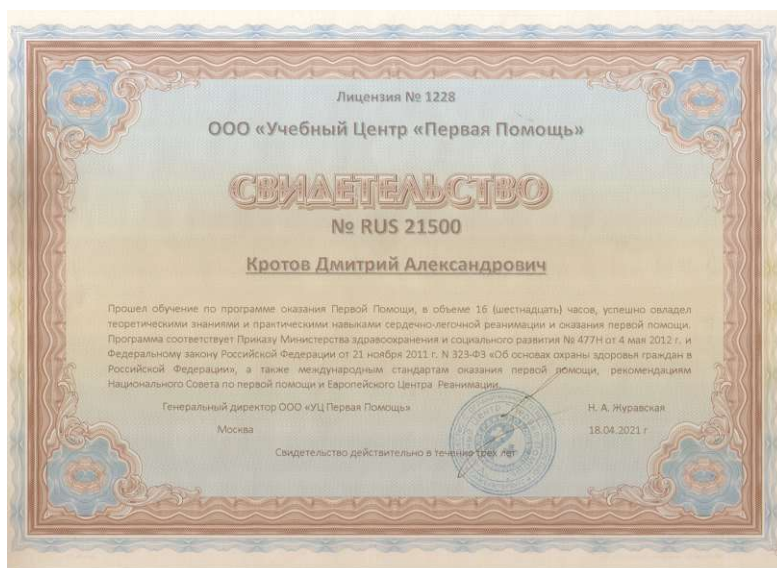 Лицензия № 1228
ООО «Учебный Центр «Первая Помощь»
СВИДЕТЕЛЬСТВО
№ RUS 21500
Кротов Дмитрий Александрович
Прошел обучение по программе оказания Первой Помощи, в объеме 16 (шестнадцать) часов, успешно овладел
теоретическими знаниями и практическими навыками сердечно-легочной реанимации и оказания первой помощи.
Программа соответствует Приказу Министерства здравоохранения и социального развития № 477Н от 4 мая 2012 г. и
Федеральному закону Российской Федерации от 21 ноября 2011 г. N 323-ФЗ «Об основах охраны здоровья граждан в
Российской Федерации», а также международным стандартам оказания первой помощи, рекомендациям
Национального Совета по первой помощи и Европейского Центра Реанимации.
Генеральный директор ООО «УЦ Первая Помощь» Н. А. Журавская
Москва 18.04.2021 г
Свидетельство действительно в течение трех лет